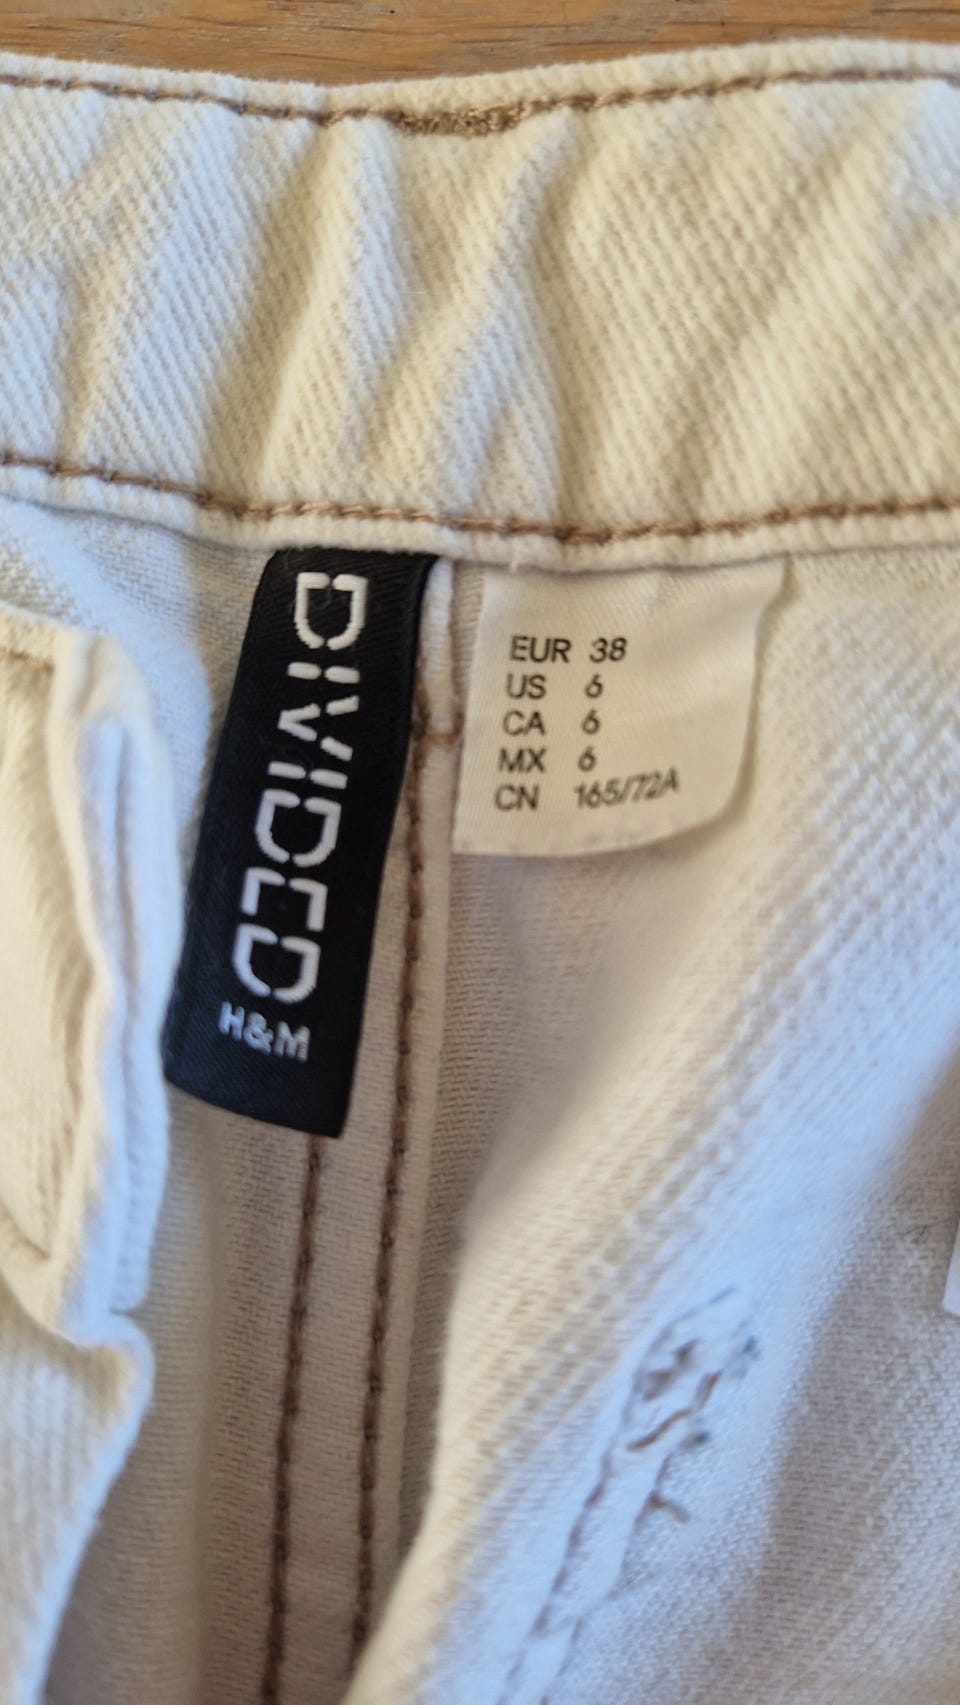 DIVIDED
H&M
EUR 38
US 6
CA 6
MX 6
CN 165/72A